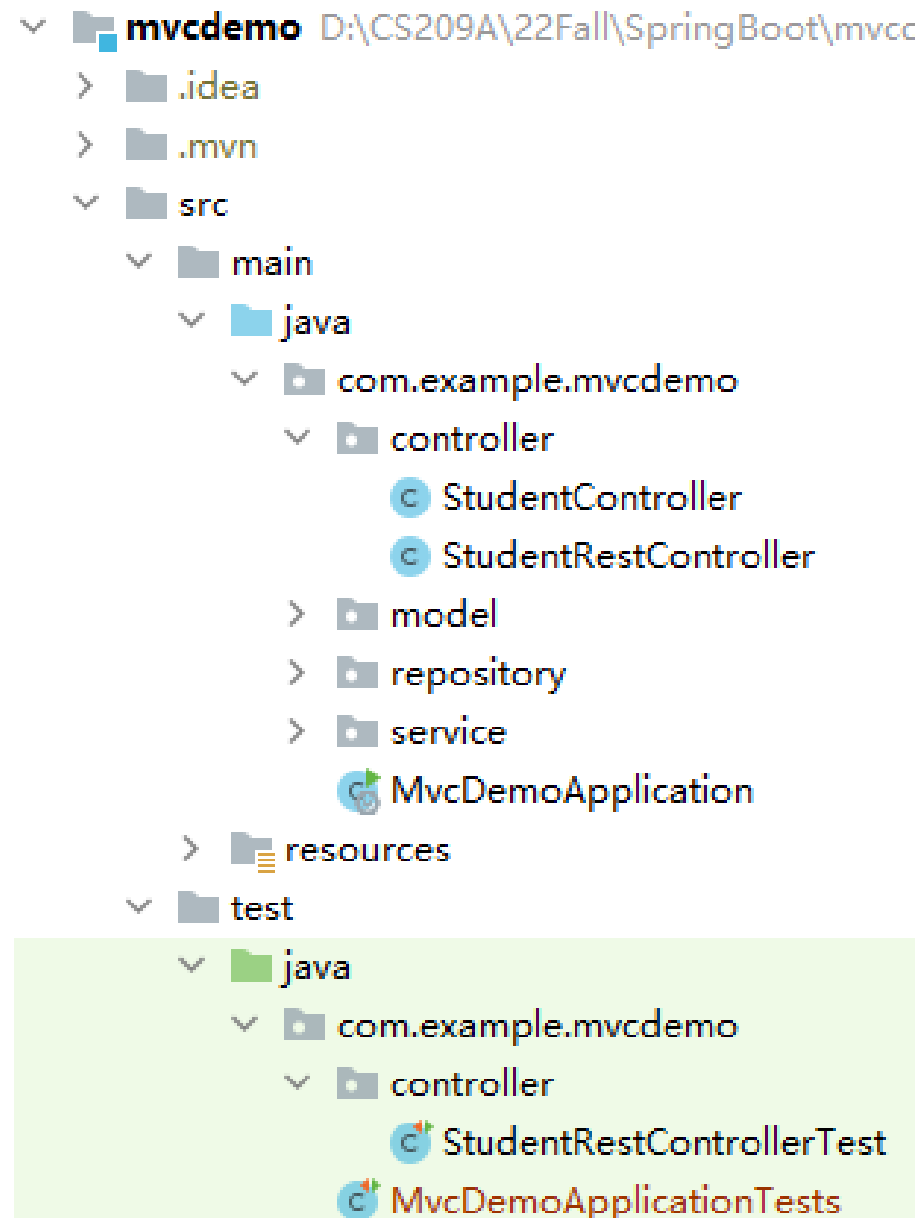 mvcdemo D:\CS209A\22Fall\SpringBoot\mvcc
.idea
.mvn
src
main
java
com.example.mvcdemo
controller
StudentController
StudentRestController
model
repository
service
MvcDemoApplication
resources
test
java
com.example.mvcdemo
controller
StudentRestControllerTest
MvcDemoApplicationTests